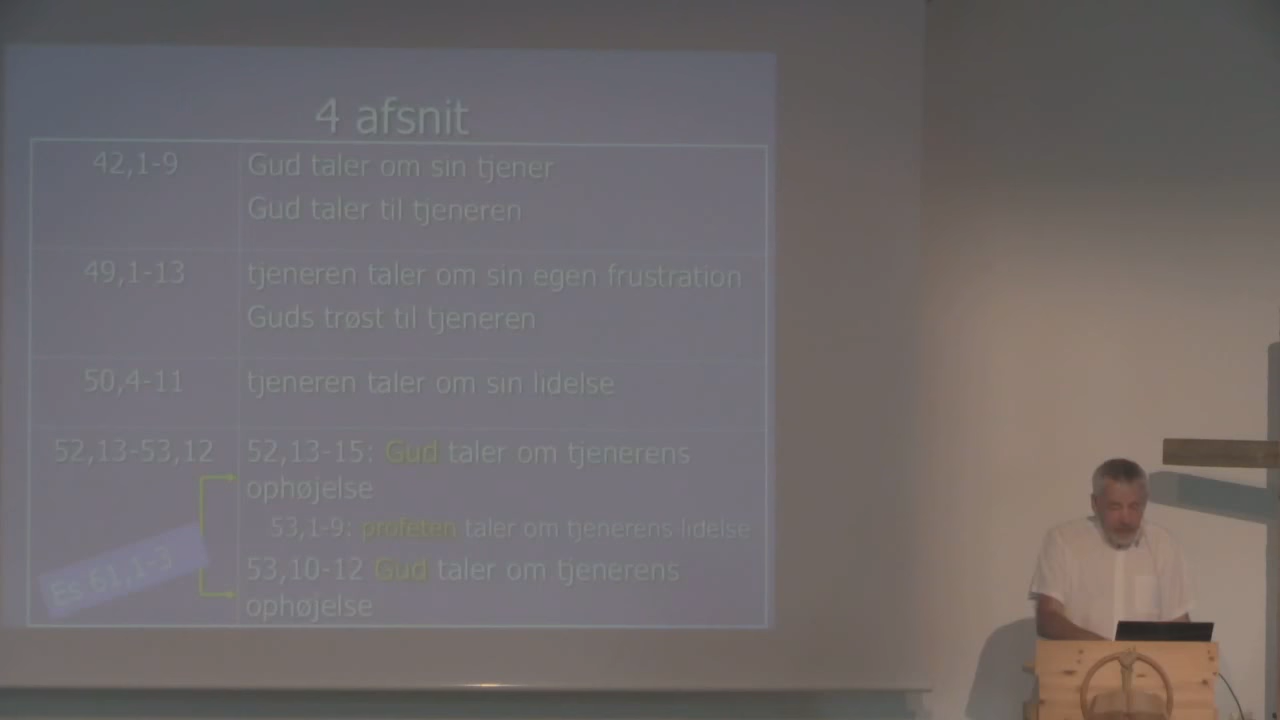 4 afsnit
42,1-9
Gud taler om sin tjener
Gud taler til tjeneren
49,1-13
tjeneren taler om sin egen frustration
Guds trøst til tjeneren
50,4-11
tjeneren taler om sin lidelse
52,13-53,12
52,13-15: Gud taler om tjenerens
ophøjelse
53,1-9: profeten taler om tjenerens lidelse
53,10-12 Gud taler om tjenerens
ophøjelse
Es 61,1-3